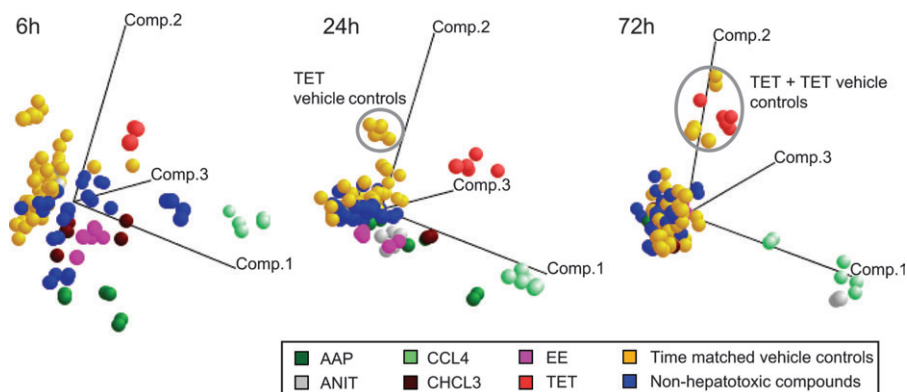 6h
Comp.2
Comp.3
Comp.1
24h
Comp.2
TET
vehicle controls
Comp.3
Comp.1
72h
Comp.2
TET + TET vehicle
controls
Comp.3
Comp.1
AAP CCL4 EE Time matched vehicle controls
ANIT CHCL3 TET Non-hepatotoxic compounds